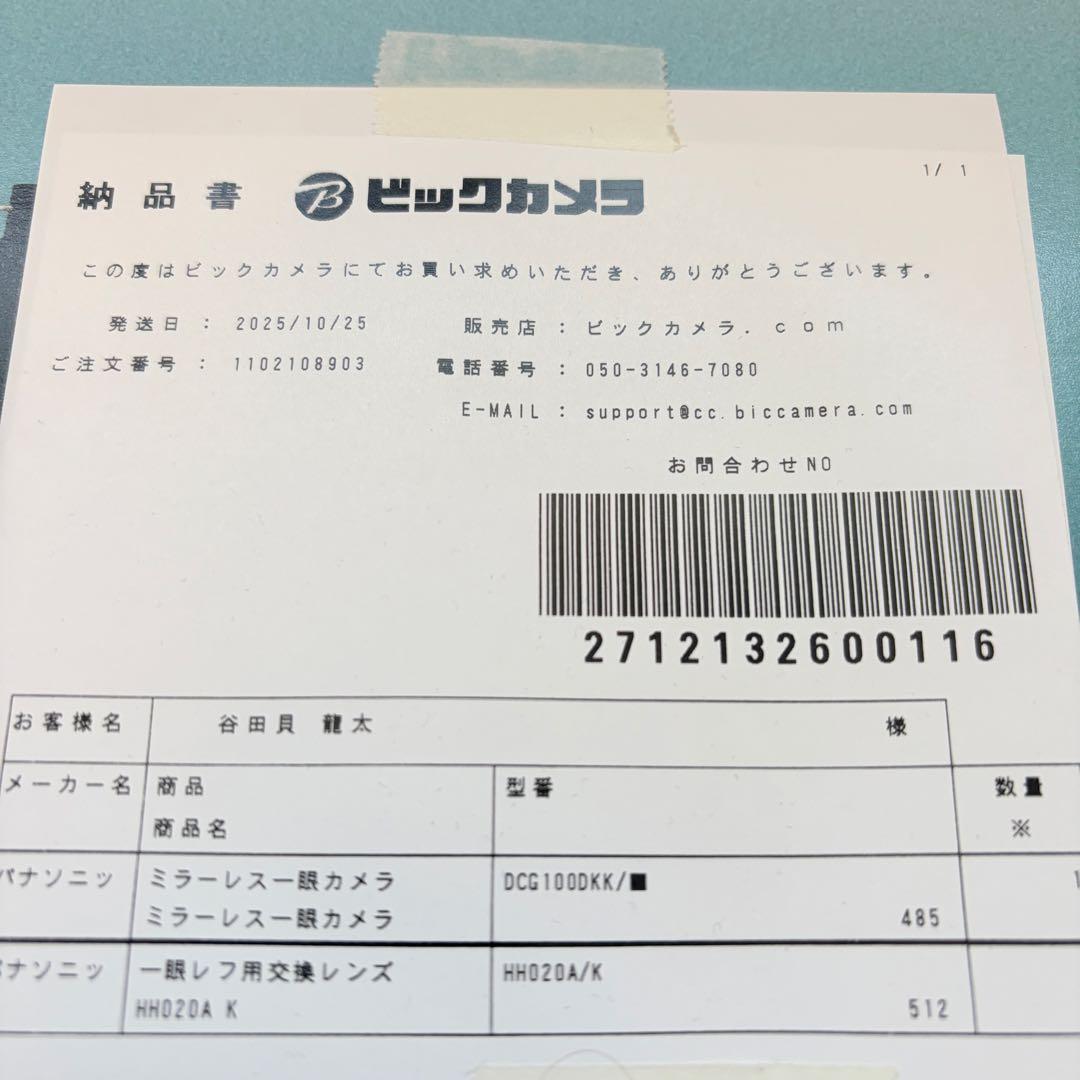 1/ 1
納品書 B ビックカメラ
この度はビックカメラにてお買い求めいただき、ありがとうございます。
発送日 : 2025/10/25 販売店 : ビックカメラ.com
ご注文番号 : 1102108903 電話番号 : 050-3146-7080
E-MAIL : support@cc.biccamera.com
お問合わせNO
2712132600116
お客様名 谷田貝 龍太 様
メーカー名 商品 型番 数量
商品名 ※
パナソニッ ミラーレス一眼カメラ DCG100DKK/■ 1
ミラーレス一眼カメラ 485
パナソニッ 一眼レフ用交換レンズ HH020A/K
HH020A K 512